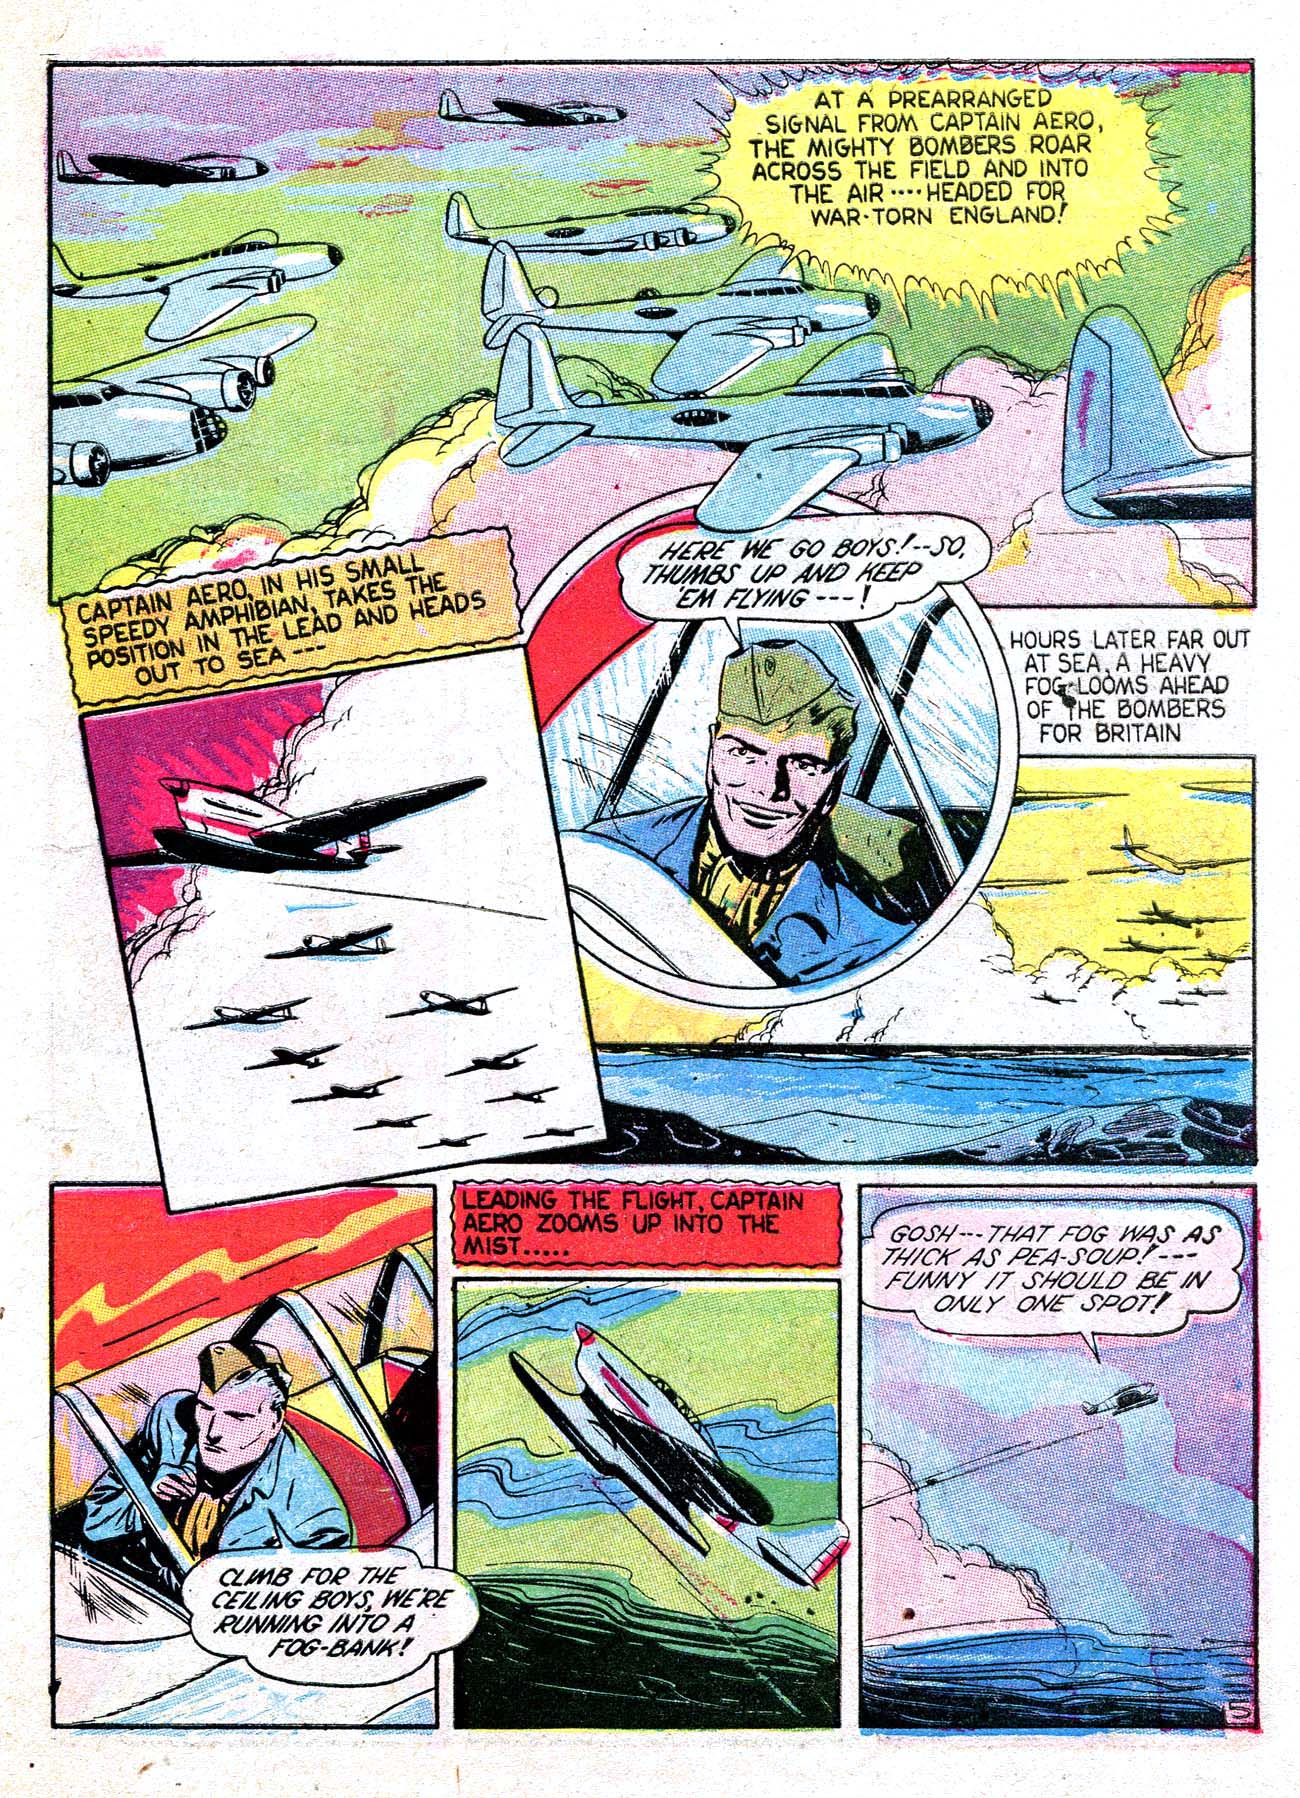 AT A PREARRANGED
SIGNAL FROM CAPTAIN AERO,
THE MIGHTY BOMBERS ROAR
ACROSS THE FIELD AND INTO
THE AIR ···· HEADED FOR
WAR-TORN ENGLAND!
CAPTAIN AERO, IN HIS SMALL
SPEEDY AMPHIBIAN, TAKES THE
POSITION IN THE LEAD AND HEADS
OUT TO SEA ---
HERE WE GO BOYS!--SO,
THUMBS UP AND KEEP
'EM FLYING ---!
HOURS LATER FAR OUT
AT SEA, A HEAVY
FOG LOOMS AHEAD
OF THE BOMBERS
FOR BRITAIN
CLIMB FOR THE
CEILING BOYS, WE'RE
RUNNING INTO A
FOG-BANK!
LEADING THE FLIGHT, CAPTAIN
AERO ZOOMS UP INTO THE
MIST.....
GOSH--- THAT FOG WAS AS
THICK AS PEA-SOUP!---
FUNNY IT SHOULD BE IN
ONLY ONE SPOT!
5